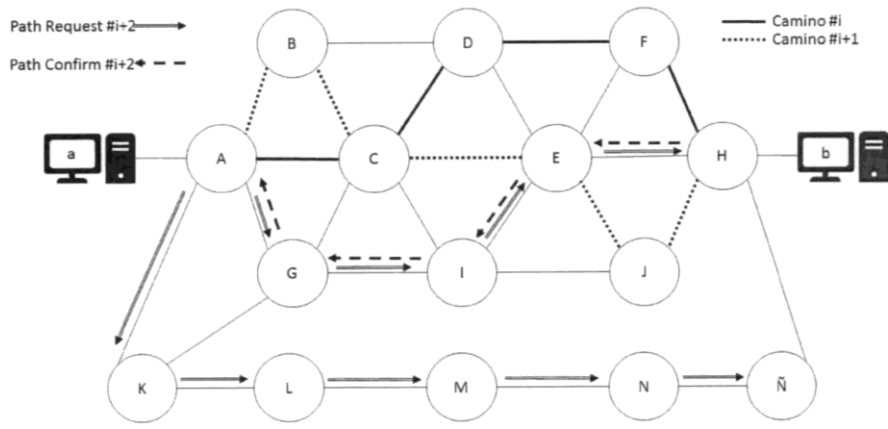 Path Request #i+2
Path Confirm #i+2
Camino #i
Camino #i+1
B
D
F
a
A
C
E
H
b
G
I
J
K
L
M
N
Ñ